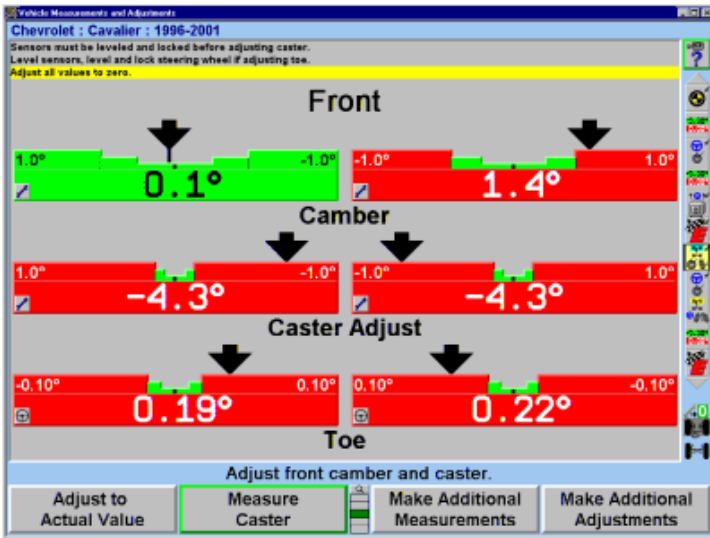 Vehicle Measurements and Adjustments
Chevrolet : Cavalier : 1996-2001
Sensors must be leveled and locked before adjusting caster.
Level sensors, level and lock steering wheel if adjusting toe.
Adjust all values to zero.
Front
1.0° -1.0° -1.0° 1.0°
0.1° 1.4°
Camber
1.0° -1.0° -1.0° 1.0°
-4.3° -4.3°
Caster Adjust
-0.10° 0.10° 0.10° -0.10°
0.19° 0.22°
Toe
Adjust front camber and caster.
Adjust to Measure Make Additional Make Additional
Actual Value Caster Measurements Adjustments